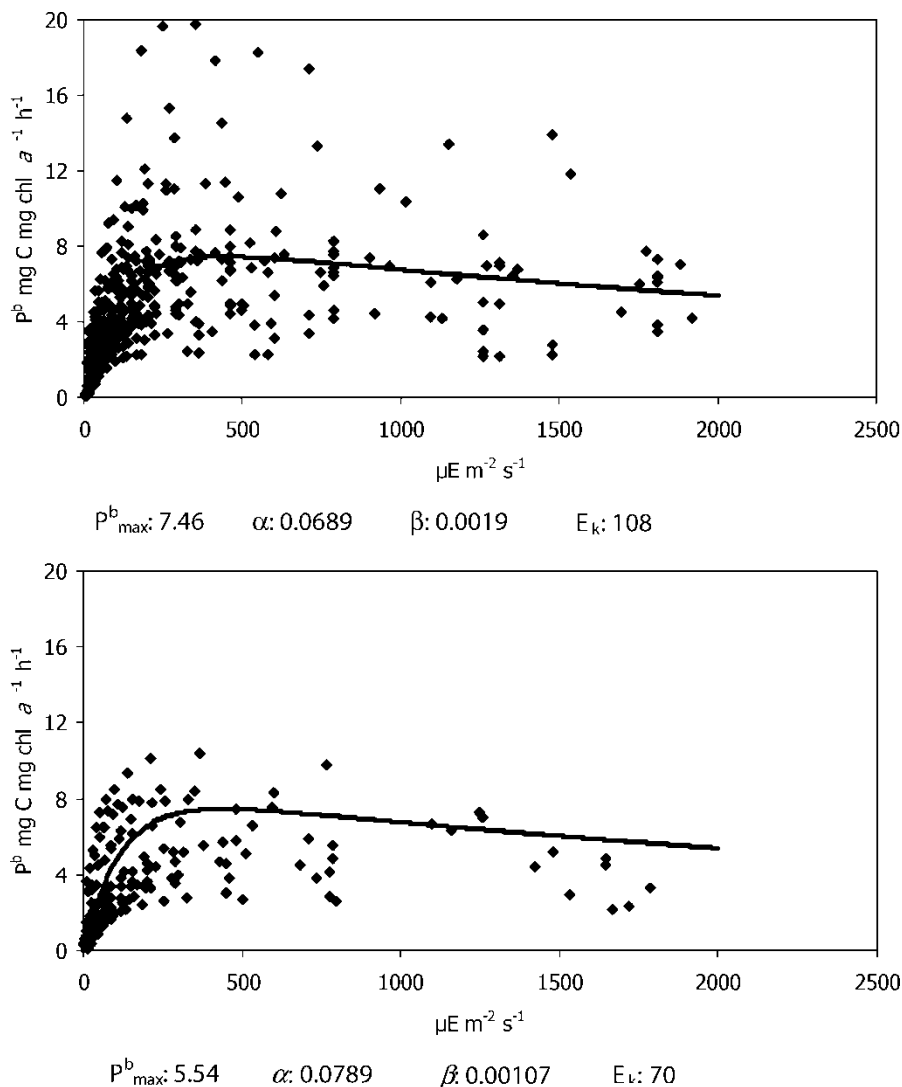 20
16
12
8
4
0
P^b mg C mg chl a ⁻¹ h⁻¹
0 500 1000 1500 2000 2500
µE m⁻² s⁻¹
P^b_max: 7.46 α: 0.0689 β: 0.0019 E_k: 108
20
16
12
8
4
0
P^b mg C mg chl a ⁻¹ h⁻¹
0 500 1000 1500 2000 2500
µE m⁻² s⁻¹
P^b_max: 5.54 α: 0.0789 β: 0.00107 E_k: 70